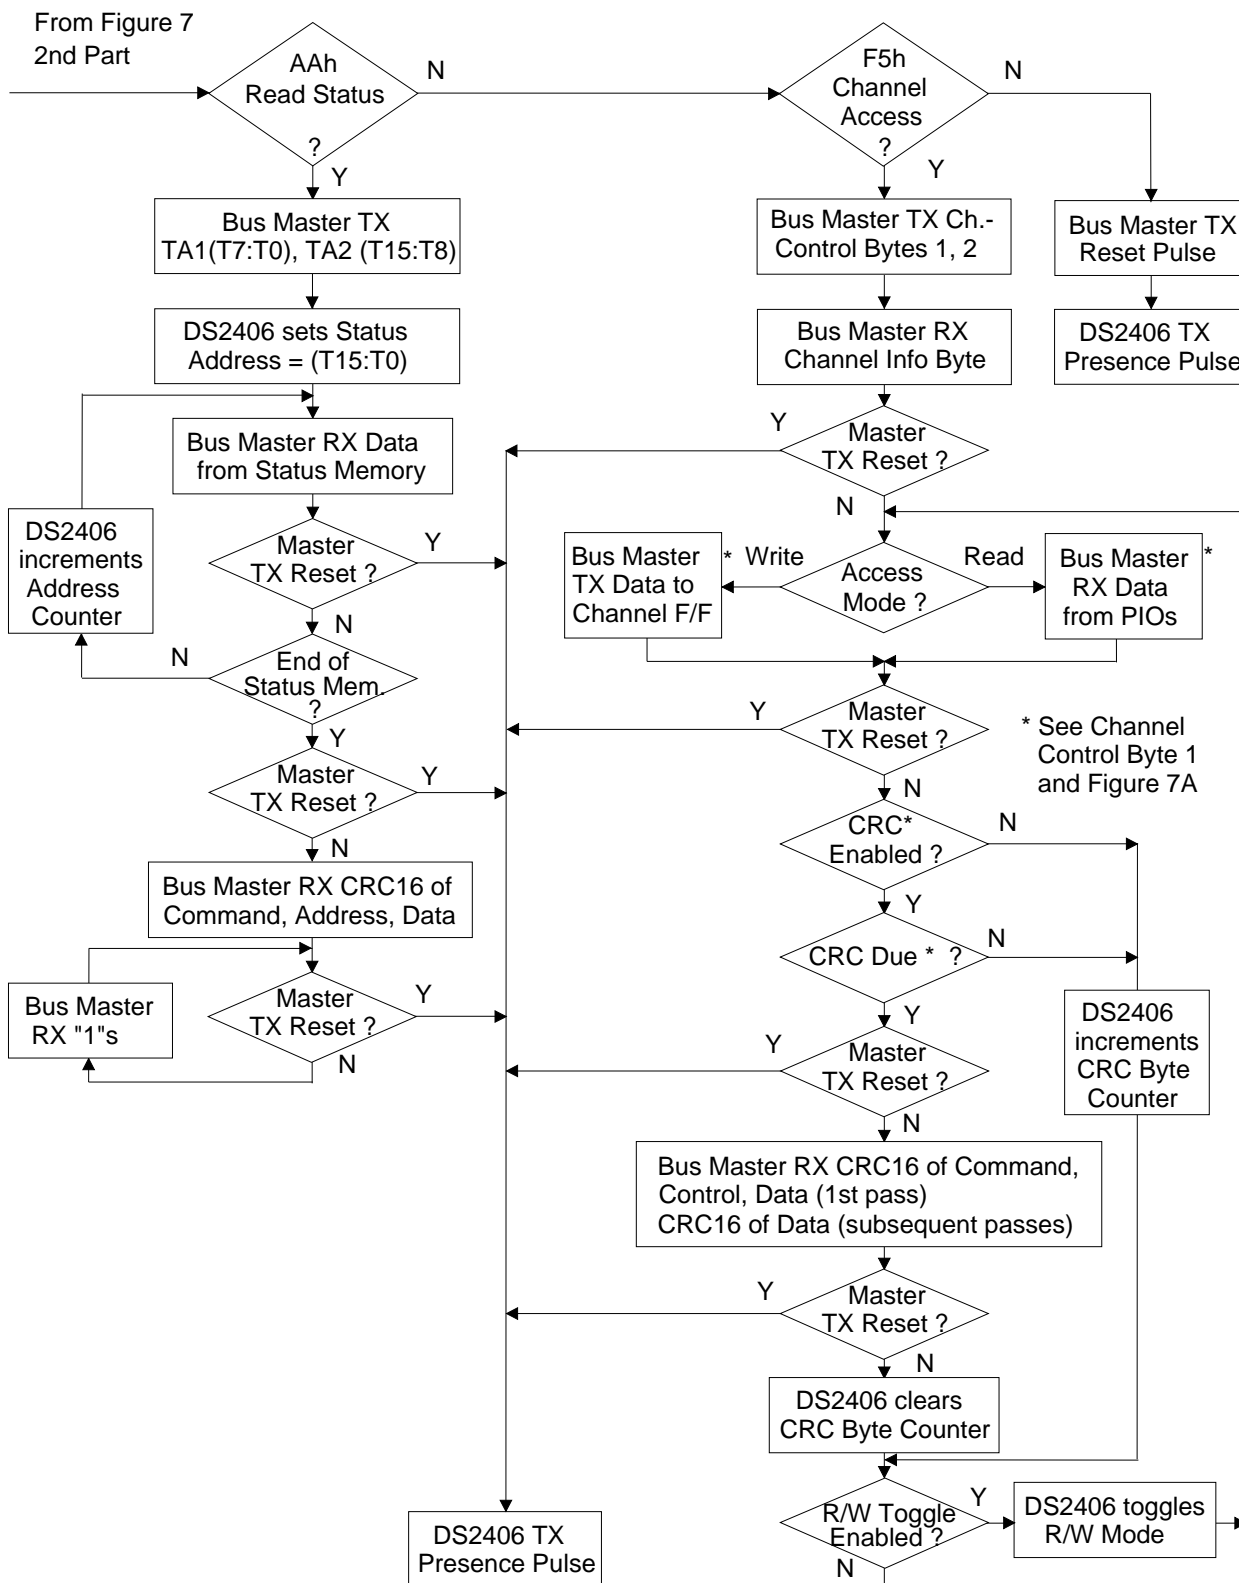 From Figure 7
2nd Part
AAh
Read Status
?
N
Y
F5h
Channel
Access
?
N
Y
Bus Master TX
TA1(T7:T0), TA2 (T15:T8)
DS2406 sets Status
Address = (T15:T0)
Bus Master RX Data
from Status Memory
DS2406
increments
Address
Counter
Master
TX Reset ?
Y
N
End of
Status Mem.
?
N
Y
Master
TX Reset ?
Y
N
Bus Master RX CRC16 of
Command, Address, Data
Bus Master
RX "1"s
Master
TX Reset ?
Y
N
Bus Master TX Ch.-
Control Bytes 1, 2
Bus Master RX
Channel Info Byte
Bus Master TX
Reset Pulse
DS2406 TX
Presence Pulse
Y
Master
TX Reset ?
N
Bus Master
TX Data to
Channel F/F
* Write
Access
Mode ?
Read
Bus Master
RX Data
from PIOs
*
Y
Master
TX Reset ?
N
* See Channel
Control Byte 1
and Figure 7A
CRC*
Enabled ?
N
Y
CRC Due * ?
N
Y
DS2406
increments
CRC Byte
Counter
Y
Master
TX Reset ?
N
Bus Master RX CRC16 of Command,
Control, Data (1st pass)
CRC16 of Data (subsequent passes)
Y
Master
TX Reset ?
N
DS2406 clears
CRC Byte Counter
R/W Toggle
Enabled ?
Y
N
DS2406 toggles
R/W Mode
DS2406 TX
Presence Pulse